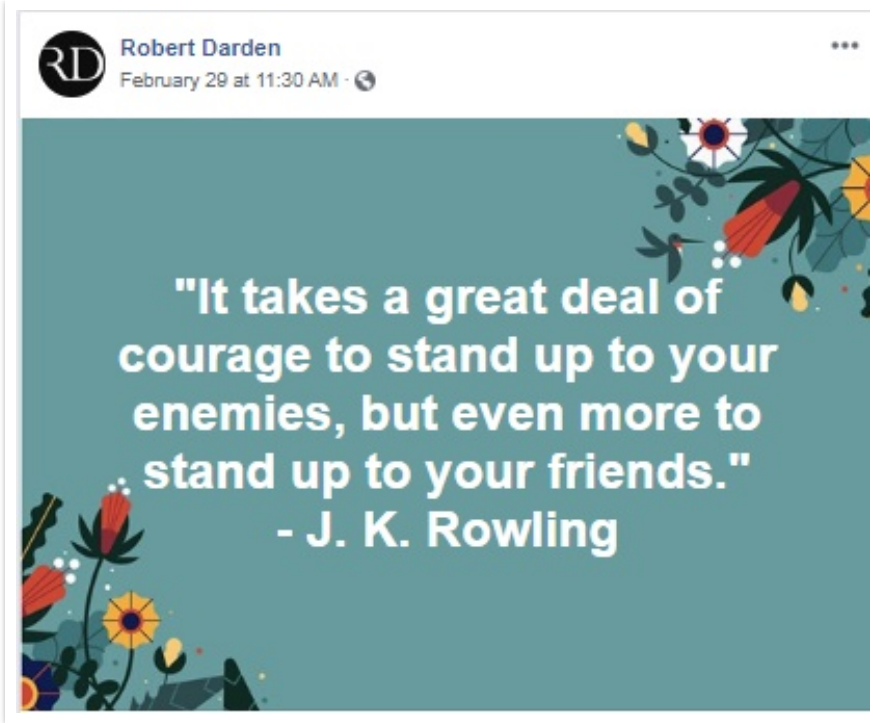 RD
Robert Darden
February 29 at 11:30 AM ·
"It takes a great deal of
courage to stand up to your
enemies, but even more to
stand up to your friends."
- J. K. Rowling